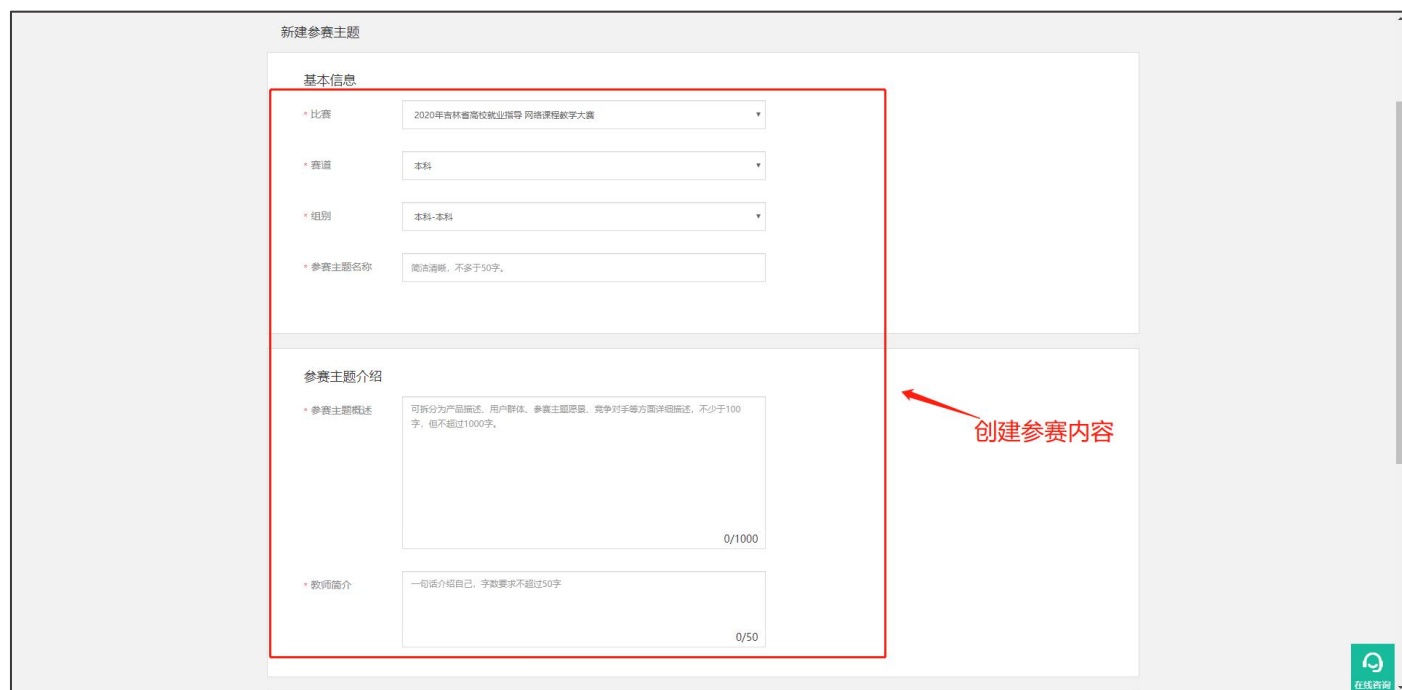 新建参赛主题
基本信息
* 比赛
2020年吉林省高校就业指导 网络课程教学大赛
* 赛道
本科
* 组别
本科-本科
* 参赛主题名称
简洁清晰，不多于50字。
参赛主题介绍
* 参赛主题概述
可拆分为产品描述、用户群体、参赛主题愿景、竞争对手等方面详细描述，不少于100
字，但不超过1000字。
0/1000
创建参赛内容
* 教师简介
一句话介绍自己，字数要求不超过50字
0/50
在线咨询